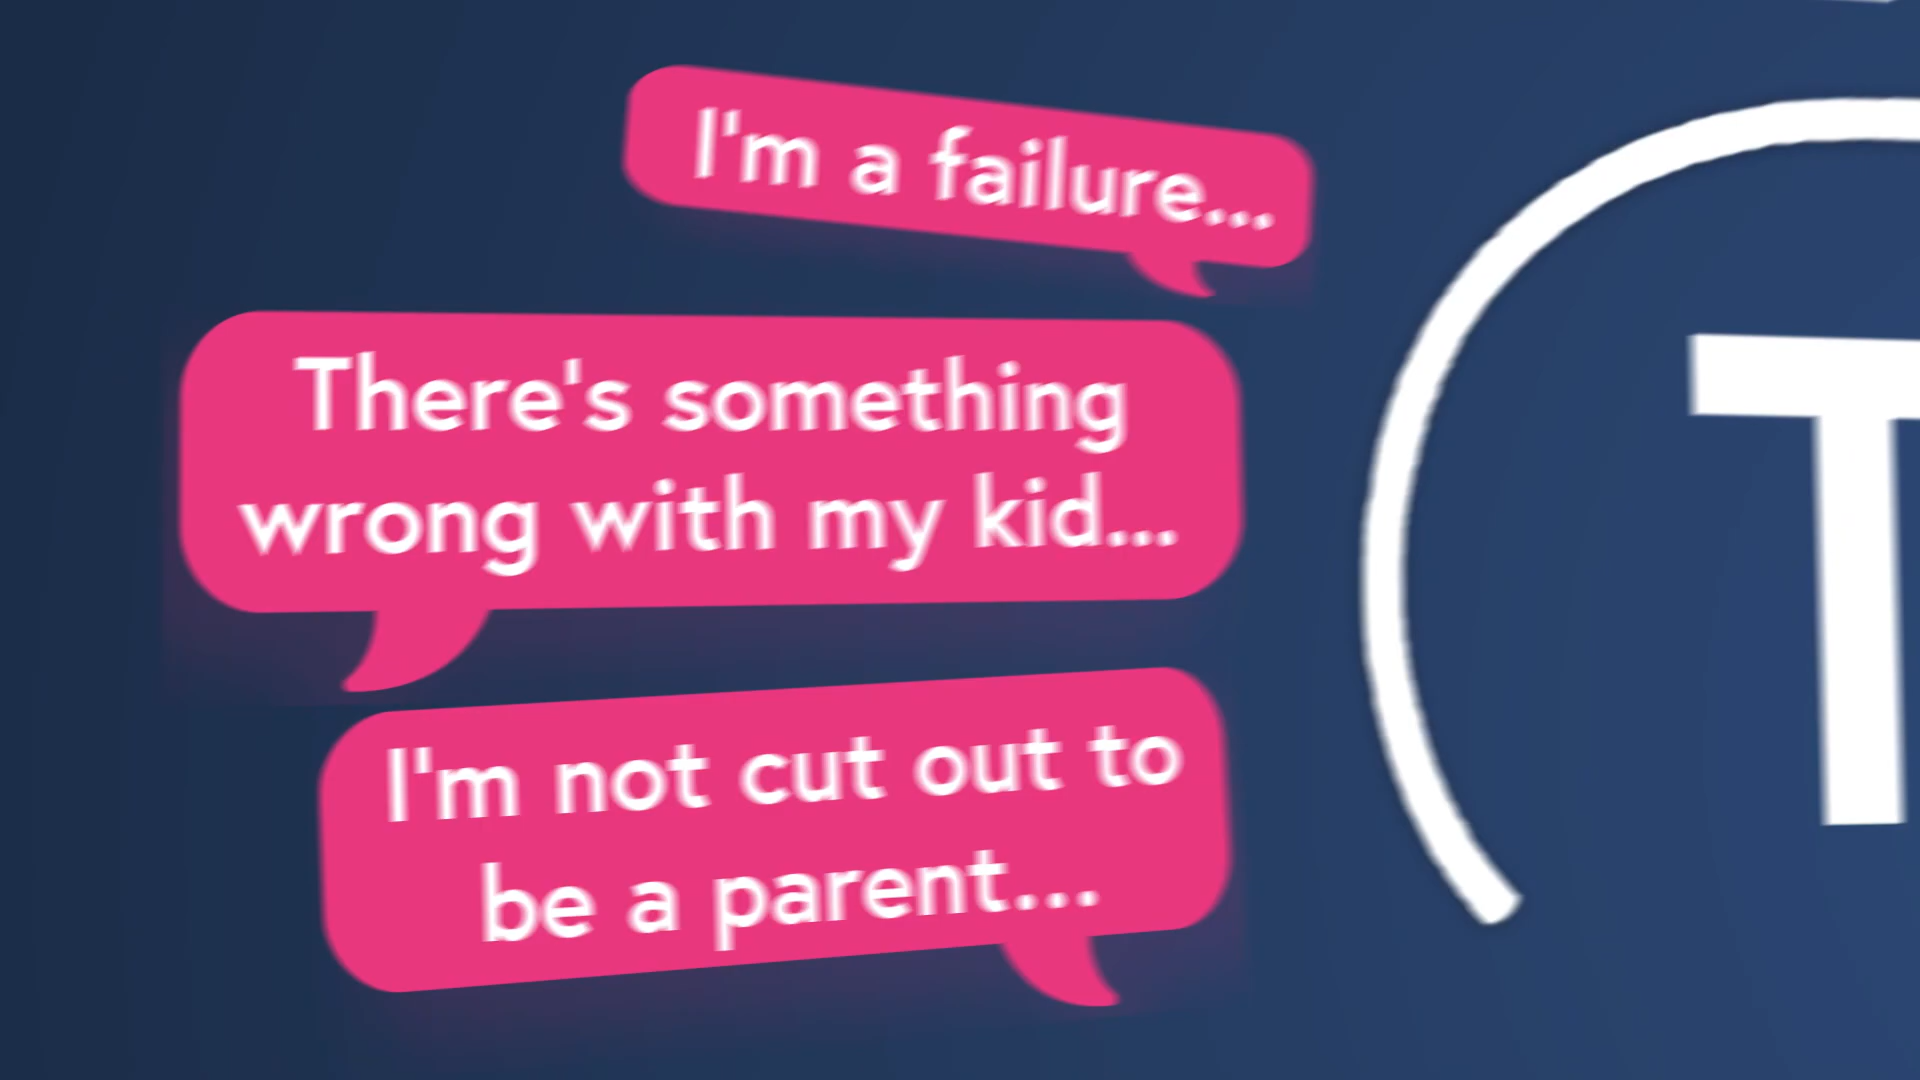 I'm a failure...
There's something
wrong with my kid...
I'm not cut out to
be a parent...
T